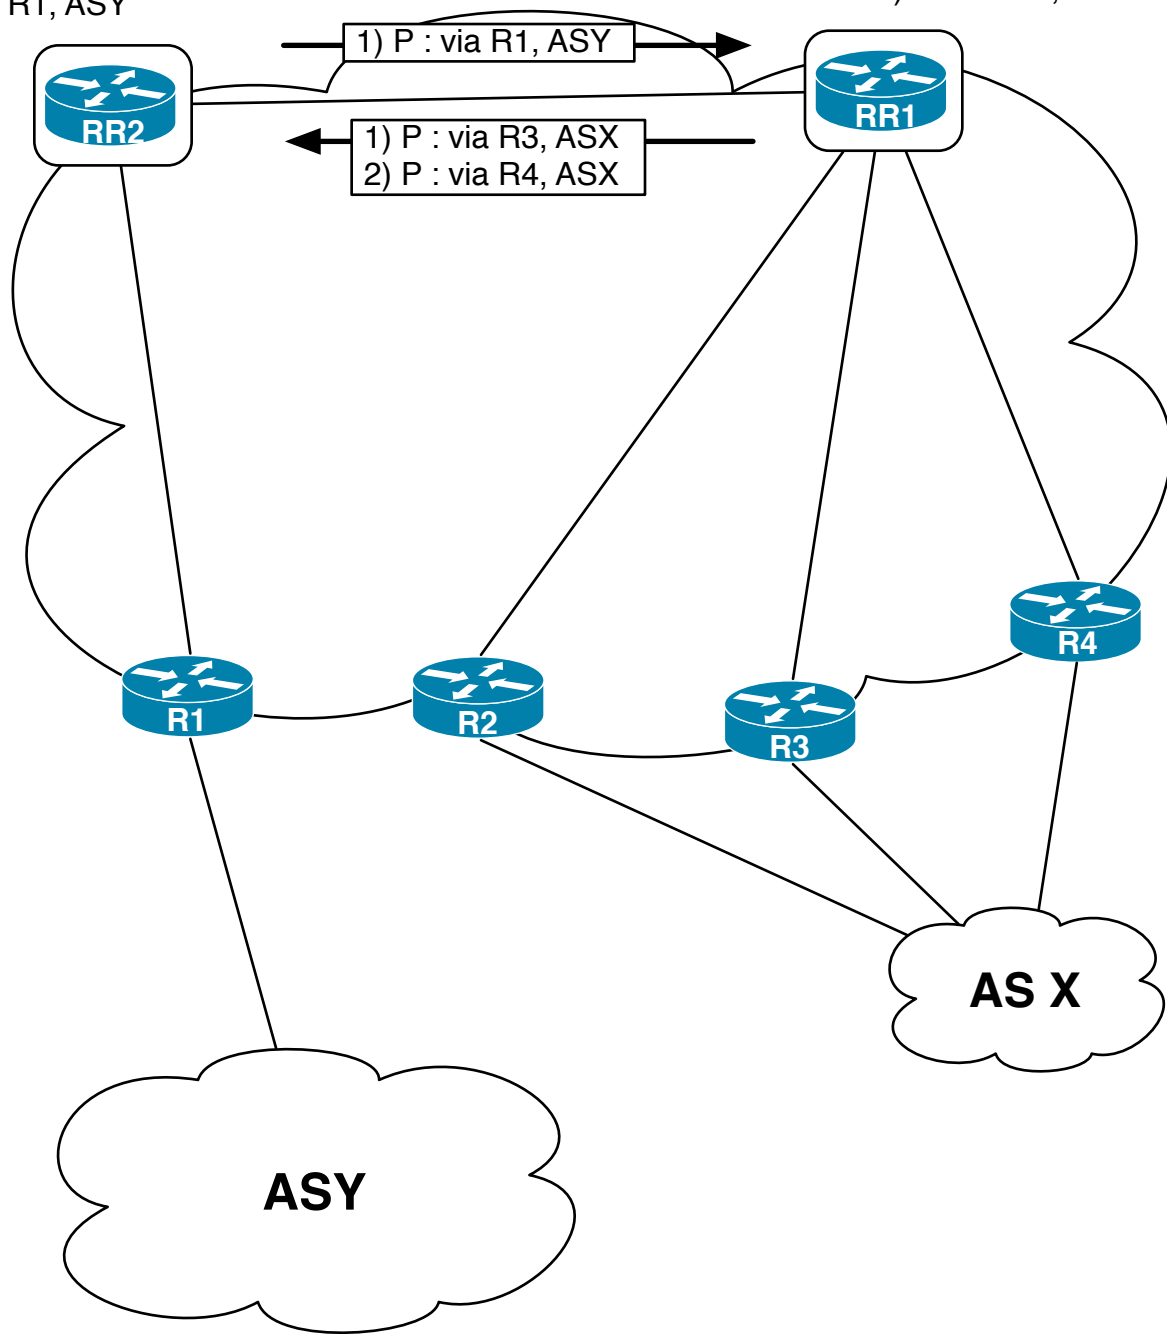 R1, ASY
1) P : via R1, ASY
RR2
RR1
1) P : via R3, ASX
2) P : via R4, ASX
R4
R1
R2
R3
AS X
ASY